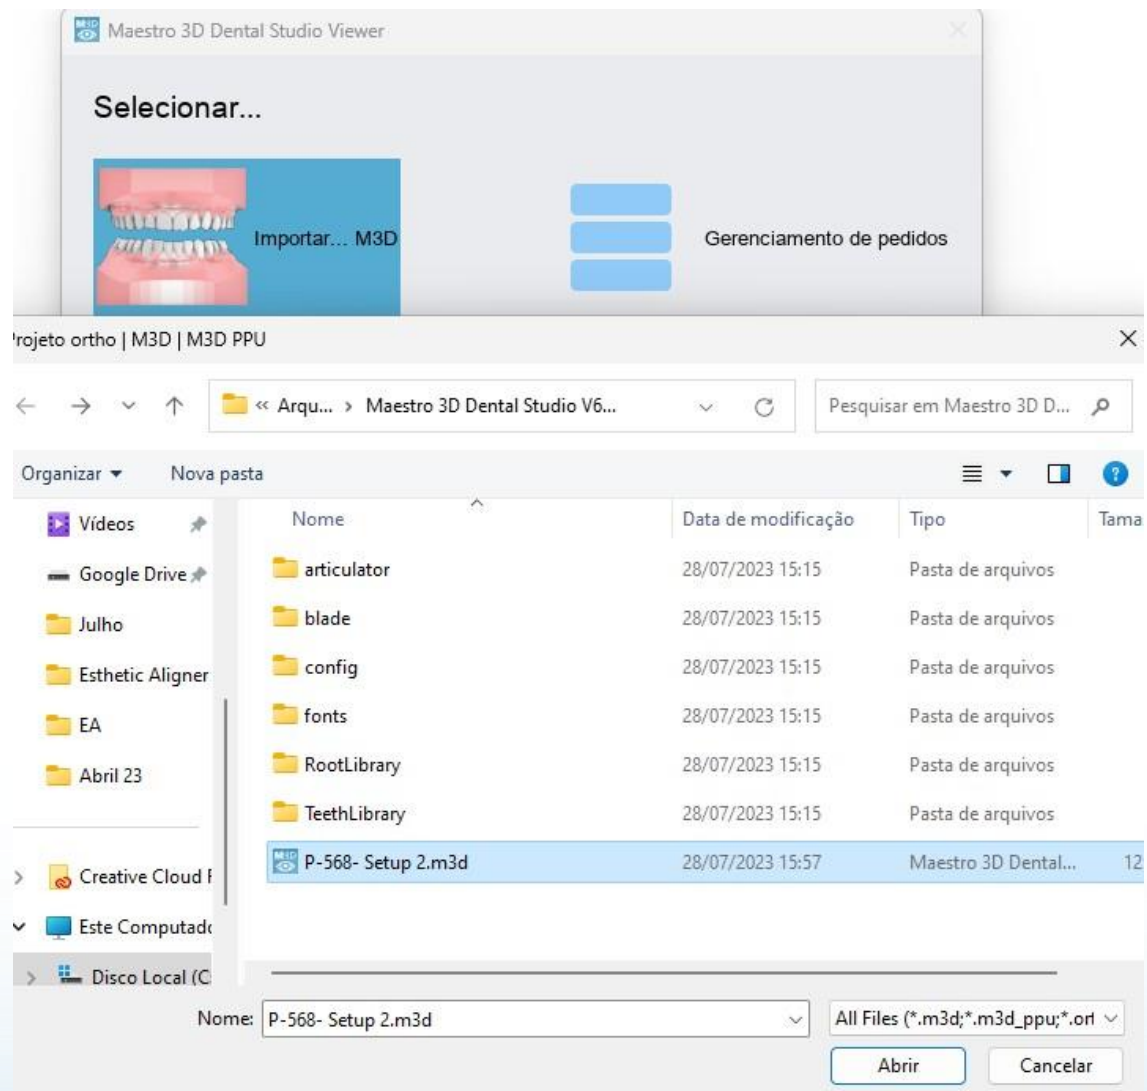 Maestro 3D Dental Studio Viewer
Selecionar...
Importar... M3D
Gerenciamento de pedidos
rojeto ortho | M3D | M3D PPU
« Arqu... › Maestro 3D Dental Studio V6...
Pesquisar em Maestro 3D D...
Organizar
Nova pasta
Nome
Data de modificação
Tipo
Tama
Vídeos
Google Drive
Julho
Esthetic Aligner
EA
Abril 23
Creative Cloud F
Este Computado
Disco Local (C
articulator 28/07/2023 15:15 Pasta de arquivos
blade 28/07/2023 15:15 Pasta de arquivos
config 28/07/2023 15:15 Pasta de arquivos
fonts 28/07/2023 15:15 Pasta de arquivos
RootLibrary 28/07/2023 15:15 Pasta de arquivos
TeethLibrary 28/07/2023 15:15 Pasta de arquivos
P-568- Setup 2.m3d 28/07/2023 15:57 Maestro 3D Dental... 12
Nome: P-568- Setup 2.m3d
All Files (*.m3d;*.m3d_ppu;*.ort
Abrir
Cancelar